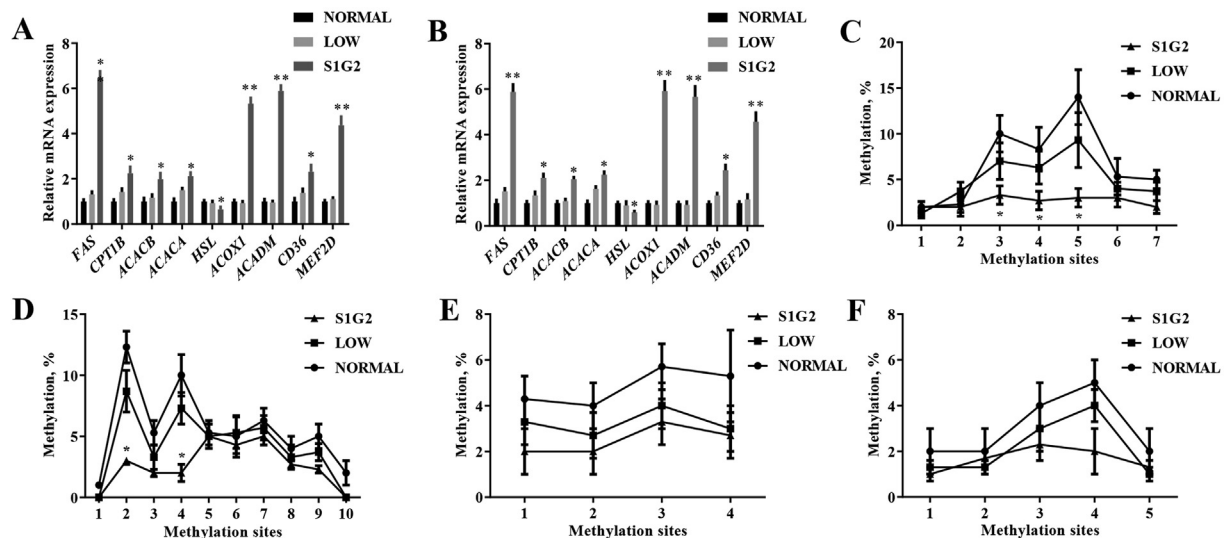 A
NORMAL
LOW
S1G2
Relative mRNA expression
8
6
4
2
0
*
*
*
*
*
**
**
*
**
FAS
CPT1B
ACACB
ACACA
HSL
ACOX1
ACADM
CD36
MEF2D
B
NORMAL
LOW
S1G2
Relative mRNA expression
8
6
4
2
0
**
*
*
*
*
**
**
*
**
FAS
CPT1B
ACACB
ACACA
HSL
ACOX1
ACADM
CD36
MEF2D
C
S1G2
LOW
NORMAL
Methylation, %
20
15
10
5
0
* * *
1 2 3 4 5 6 7
Methylation sites
D
S1G2
LOW
NORMAL
Methylation, %
15
10
5
0
* *
1 2 3 4 5 6 7 8 9 10
Methylation sites
E
S1G2
LOW
NORMAL
Methylation, %
8
6
4
2
0
1 2 3 4
Methylation sites
F
S1G2
LOW
NORMAL
Methylation, %
8
6
4
2
0
1 2 3 4 5
Methylation sites